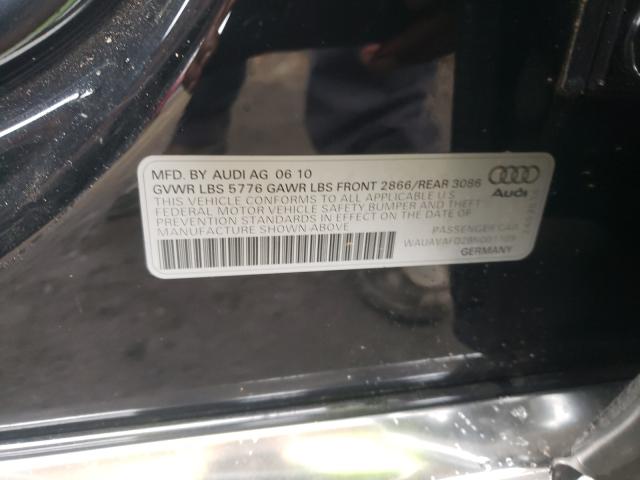 MFD. BY AUDI AG 06 10
GVWR LBS 5776 GAWR LBS FRONT 2866/REAR 3086
THIS VEHICLE CONFORMS TO ALL APPLICABLE U.S.
FEDERAL MOTOR VEHICLE SAFETY BUMPER AND THEFT
PREVENTION STANDARDS IN EFFECT ON THE DATE OF
MANUFACTURE SHOWN ABOVE
Audi
PASSENGER CAR
GERMANY